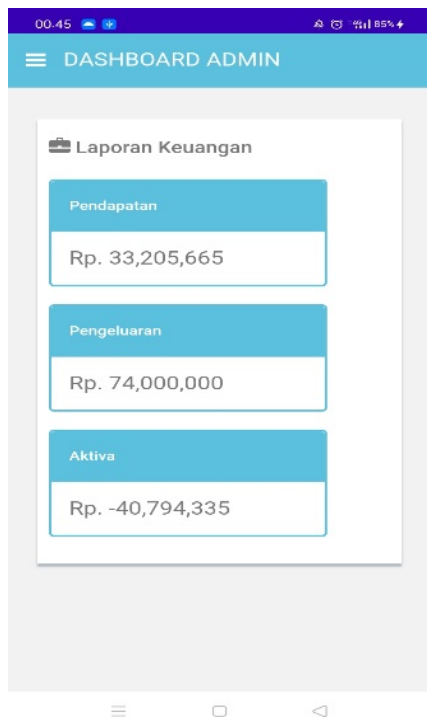 00.45 85%
DASHBOARD ADMIN
Laporan Keuangan
Pendapatan
Rp. 33,205,665
Pengeluaran
Rp. 74,000,000
Aktiva
Rp. -40,794,335